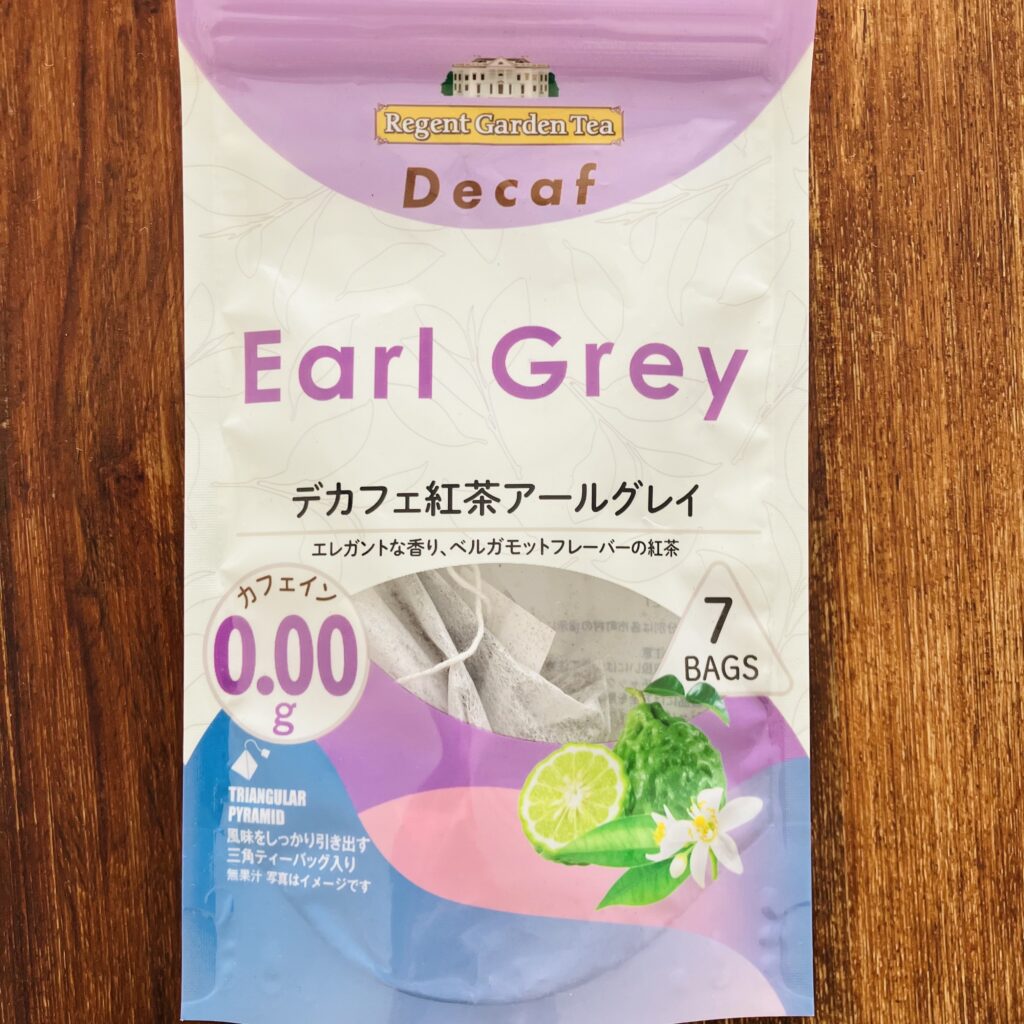 Regent Garden Tea
Decaf
Earl Grey
デカフェ紅茶アールグレイ
エレガントな香り、ベルガモットフレーバーの紅茶
カフェイン
0.00
g
7
BAGS
TRIANGULAR
PYRAMID
風味をしっかり引き出す
三角ティーバッグ入り
無果汁 写真はイメージです